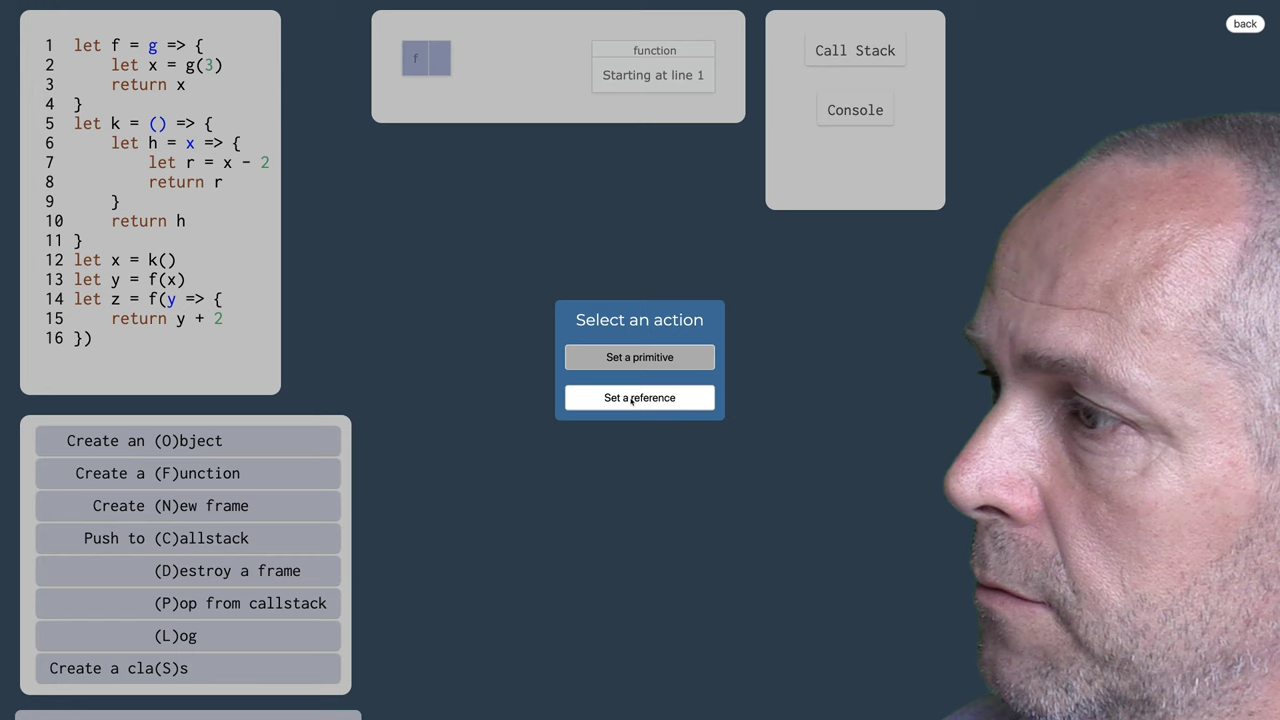 back
1 let f = g => {
2 let x = g(3)
3 return x
4 }
5 let k = () => {
6 let h = x => {
7 let r = x - 2
8 return r
9 }
10 return h
11 }
12 let x = k()
13 let y = f(x)
14 let z = f(y => {
15 return y + 2
16 })
f
function
Starting at line 1
Call Stack
Console
Select an action
Set a primitive
Set a reference
Create an (O)bject
Create a (F)unction
Create (N)ew frame
Push to (C)allstack
(D)estroy a frame
(P)op from callstack
(L)og
Create a cla(S)s